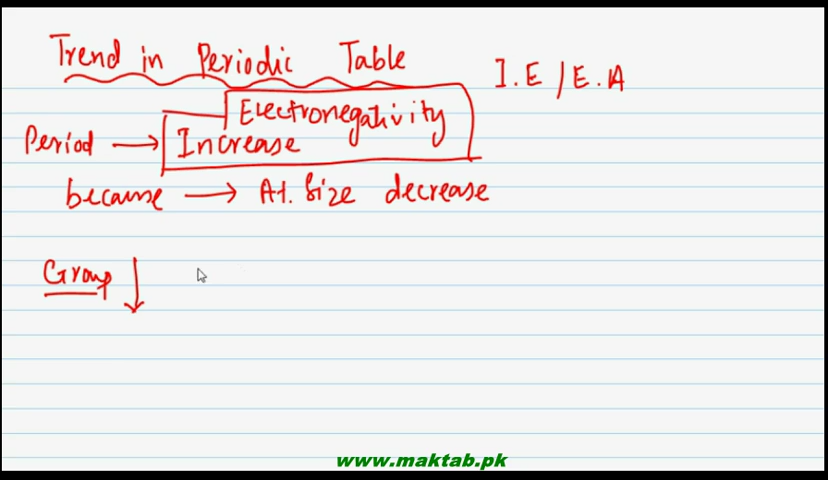 Trend in Periodic Table
I.E / E.A
Electronegativity
Period → Increase
because → At. Size decrease
Group ↓
www.maktab.pk